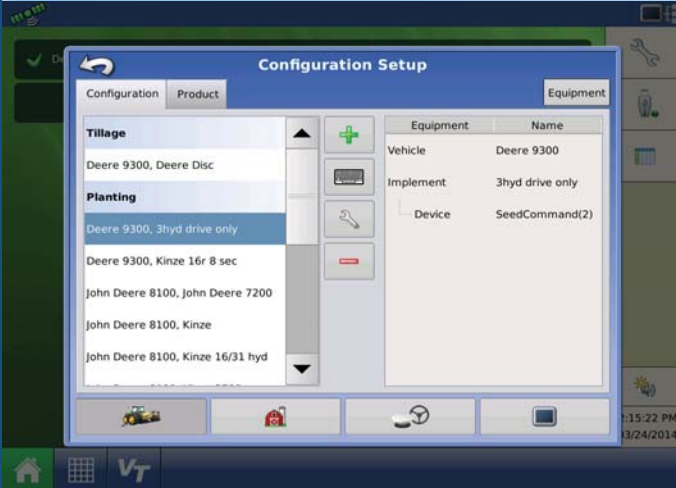 Configuration Setup
Configuration
Product
Equipment
Tillage
Deere 9300, Deere Disc
Planting
Deere 9300, 3hyd drive only
Deere 9300, Kinze 16r 8 sec
John Deere 8100, John Deere 7200
John Deere 8100, Kinze
John Deere 8100, Kinze 16/31 hyd
Equipment Name
Vehicle Deere 9300
Implement 3hyd drive only
Device SeedCommand(2)
:15:22 PM
03/24/2014
VT